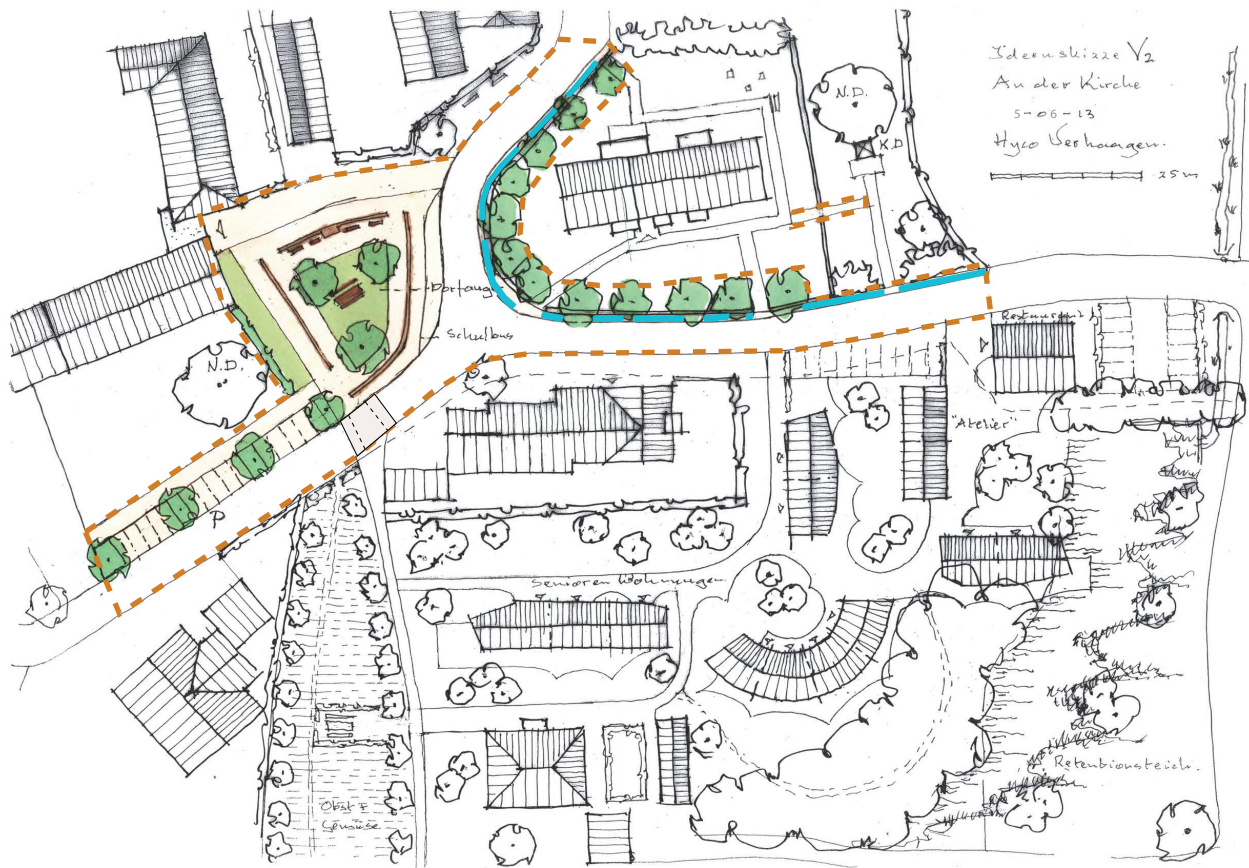 Ideenskizze V2
An der Kirche
5-06-13
Hyco Verhaagen.
25 m
N.D.
K.D
Dorfaug
Schulbus
N.D.
Restaurant
"Atelier"
P
Senioren Wohnungen.
Retentionsteich.
Obst &
Gemüse